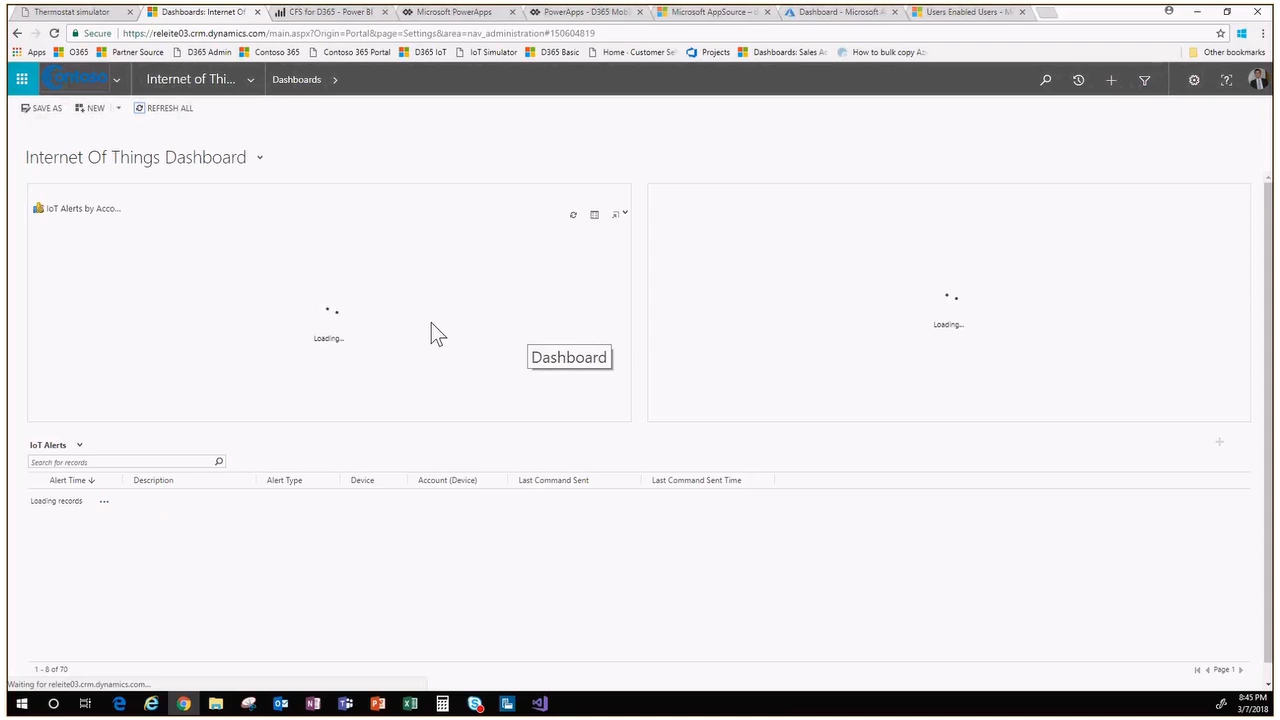 Thermostat simulator
Dashboards: Internet Of
CFS for D365 - Power BI
Microsoft PowerApps
PowerApps - D365 Mob
Microsoft AppSource –
Dashboard - Microsoft A
Users Enabled Users - M
Secure https://releite03.crm.dynamics.com/main.aspx?Origin=Portal&page=Settings&area=nav_administration#150604819
Apps O365 Partner Source D365 Admin Contoso 365 Contoso 365 Portal D365 IoT IoT Simulator D365 Basic Home - Customer Se Projects Dashboards: Sales A How to bulk copy Az Other bookmarks
Contoso Internet of Thi... Dashboards
SAVE AS NEW REFRESH ALL
Internet Of Things Dashboard
IoT Alerts by Acco...
Loading...
Loading...
Dashboard
IoT Alerts
Search for records
Alert Time Description Alert Type Device Account (Device) Last Command Sent Last Command Sent Time
Loading records ...
1 - 8 of 70
Page 1
Waiting for releite03.crm.dynamics.com...
8:45 PM
3/7/2018